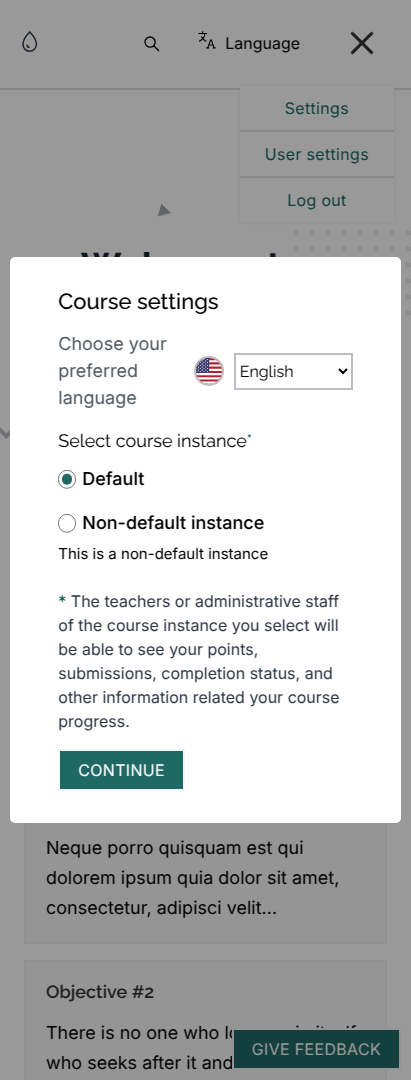 Language
Settings
User settings
Log out
Course settings
Choose your
preferred
language
English
Select course instance*
Default
Non-default instance
This is a non-default instance
* The teachers or administrative staff
of the course instance you select will
be able to see your points,
submissions, completion status, and
other information related your course
progress.
CONTINUE
Neque porro quisquam est qui
dolorem ipsum quia dolor sit amet,
consectetur, adipisci velit...
Objective #2
There is no one who
who seeks after it and
GIVE FEEDBACK